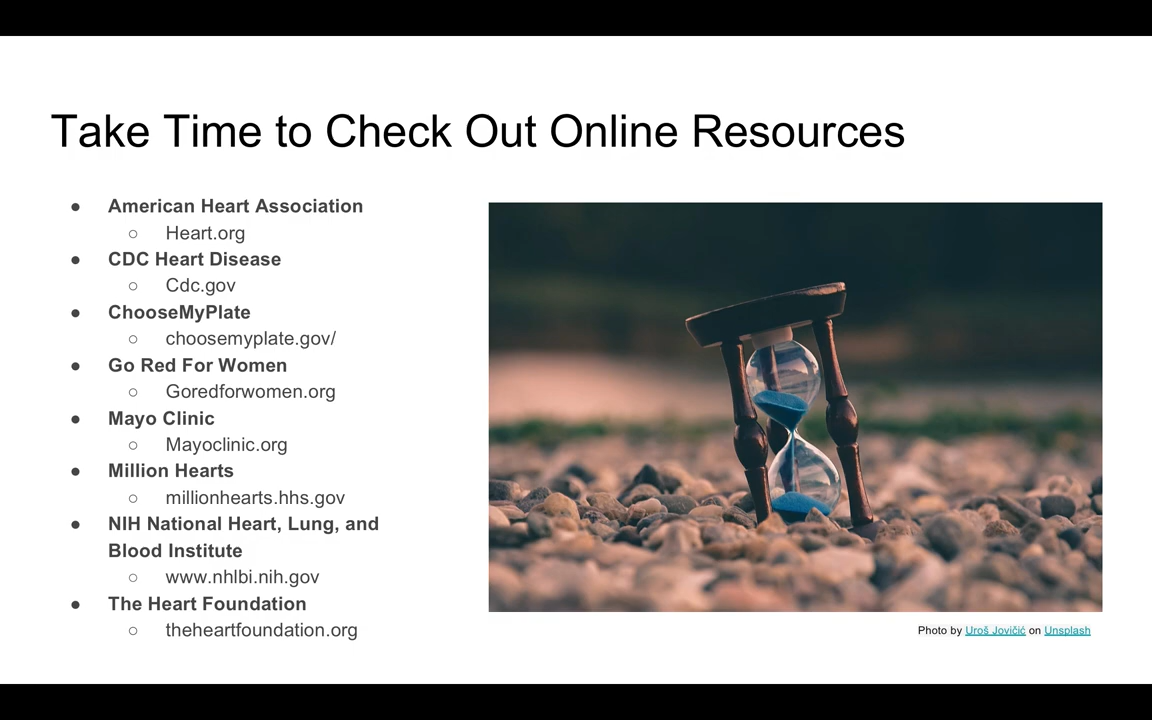 Take Time to Check Out Online Resources
● American Heart Association
○ Heart.org
● CDC Heart Disease
○ Cdc.gov
● ChooseMyPlate
○ choosemyplate.gov/
● Go Red For Women
○ Goredforwomen.org
● Mayo Clinic
○ Mayoclinic.org
● Million Hearts
○ millionhearts.hhs.gov
● NIH National Heart, Lung, and
Blood Institute
○ www.nhlbi.nih.gov
● The Heart Foundation
○ theheartfoundation.org
Photo by Uroš Jovičić on Unsplash